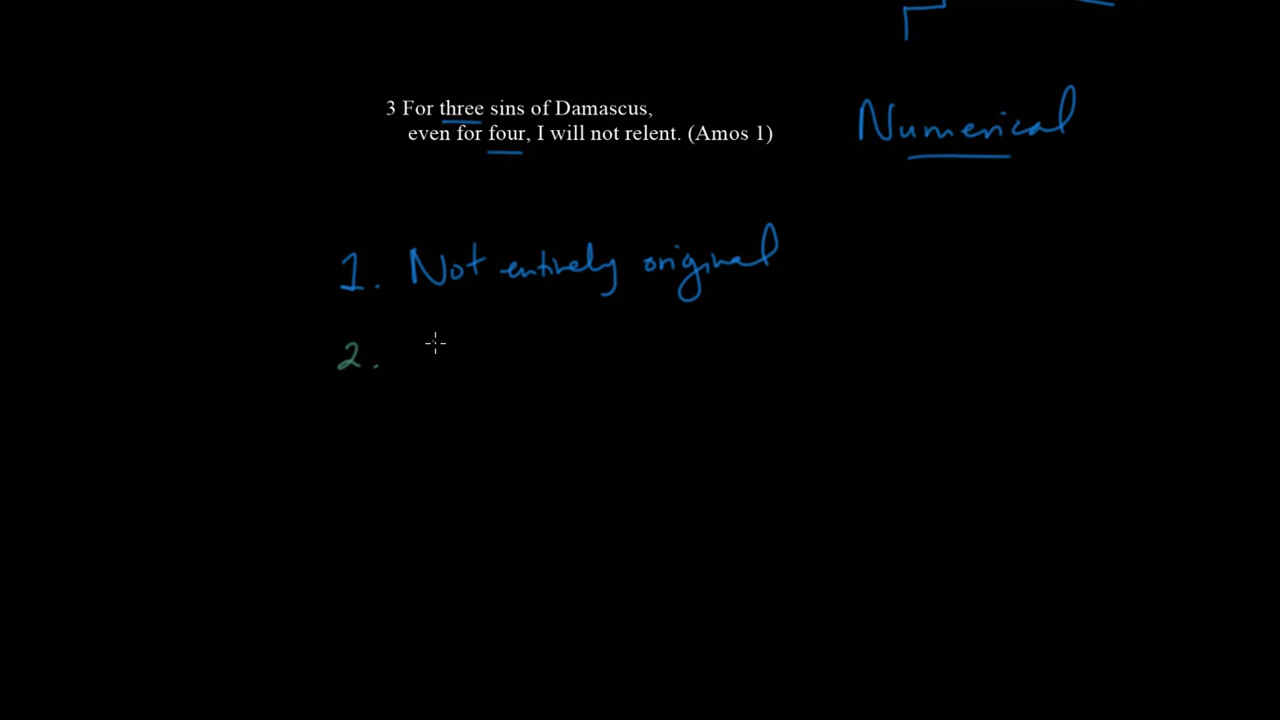 3 For three sins of Damascus,
even for four, I will not relent. (Amos 1)
Numerical
1. Not entirely original
2.